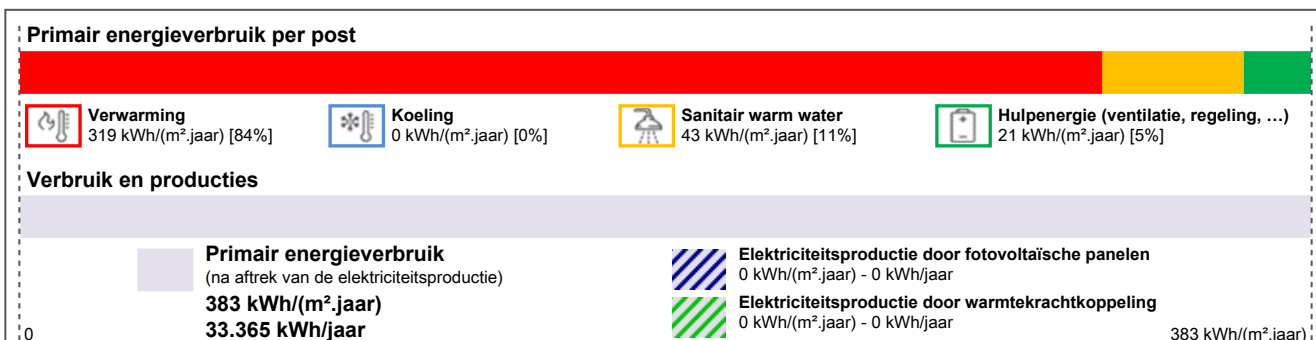 Primair energieverbruik per post
Verwarming
319 kWh/(m².jaar) [84%]
Koeling
0 kWh/(m².jaar) [0%]
Sanitair warm water
43 kWh/(m².jaar) [11%]
Hulpenergie (ventilatie, regeling, ...)
21 kWh/(m².jaar) [5%]
Verbruik en producties
Primair energieverbruik
(na aftrek van de elektriciteitsproductie)
383 kWh/(m².jaar)
33.365 kWh/jaar
Elektriciteitsproductie door fotovoltaïsche panelen
0 kWh/(m².jaar) - 0 kWh/jaar
Elektriciteitsproductie door warmtekrachtkoppeling
0 kWh/(m².jaar) - 0 kWh/jaar
0
383 kWh/(m².jaar)